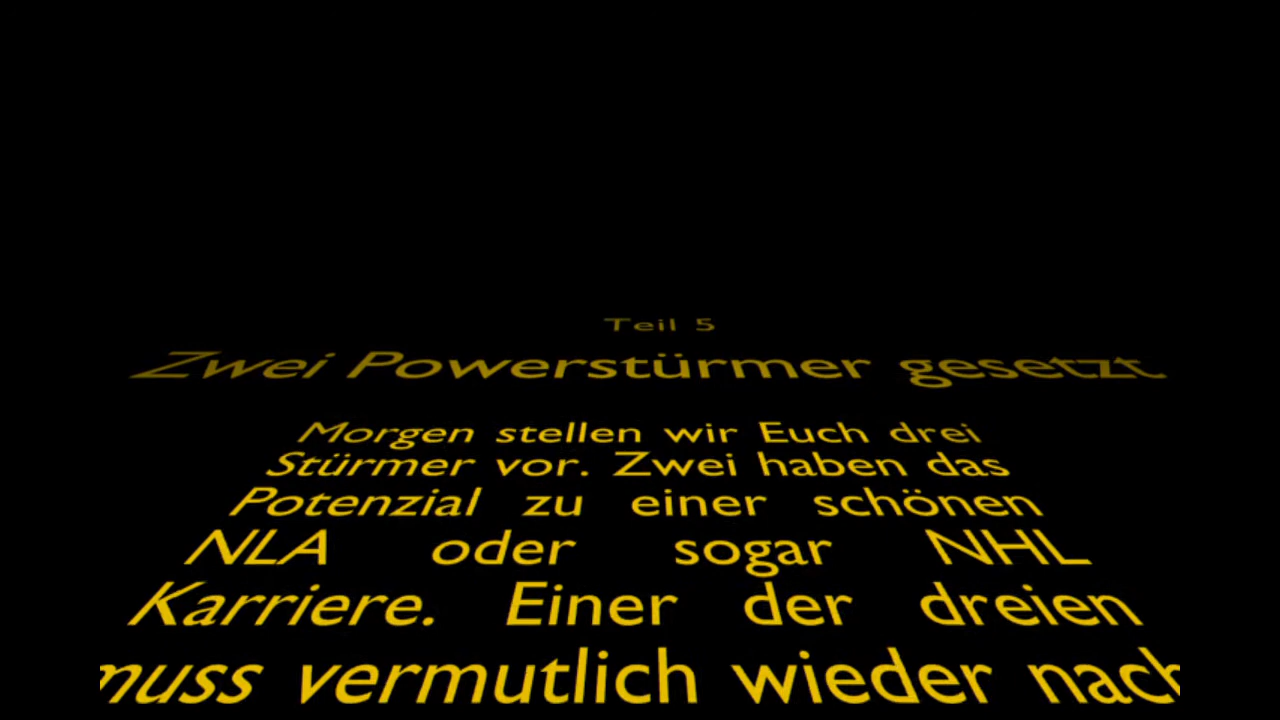 Teil 5
Zwei Powerstürmer gesetzt
Morgen stellen wir Euch drei
Stürmer vor. Zwei haben das
Potenzial zu einer schönen
NLA oder sogar NHL
Karriere. Einer der dreien
muss vermutlich wieder nach